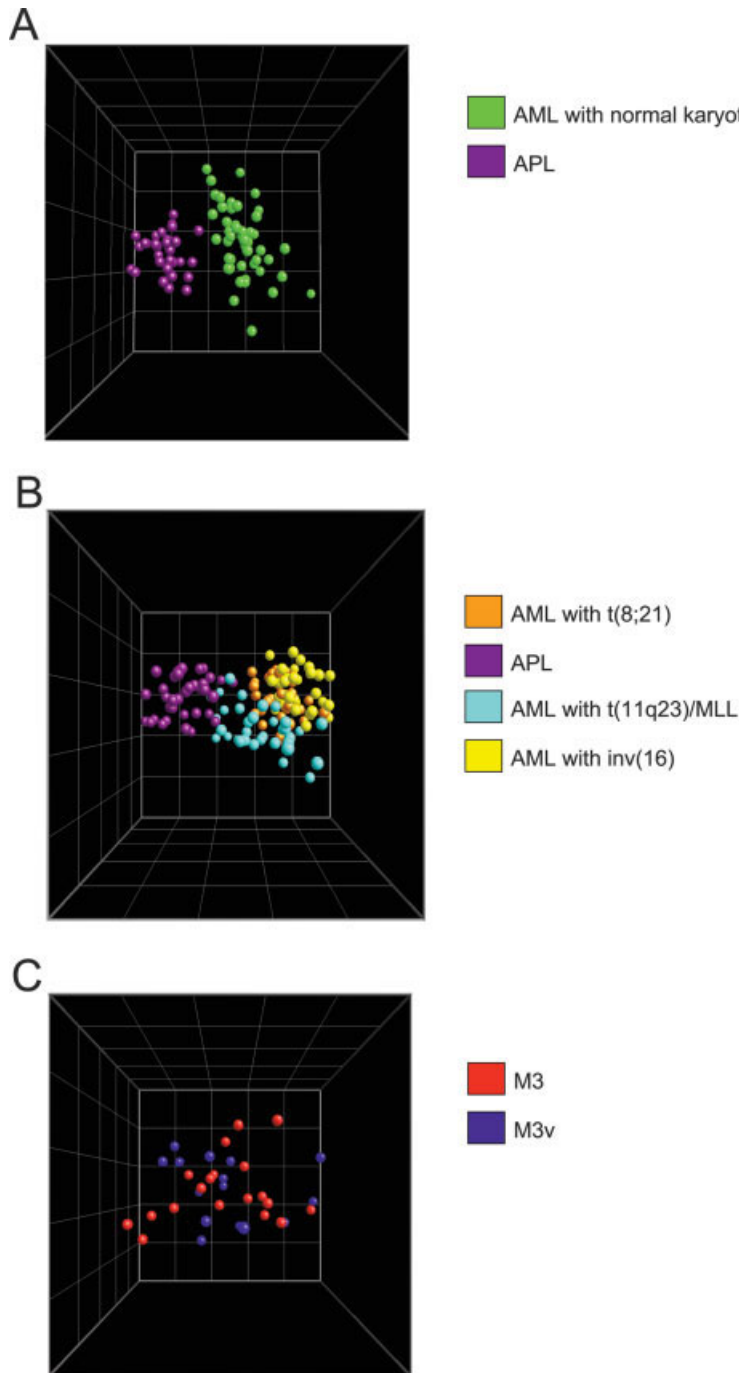 A
AML with normal karyo
APL
B
AML with t(8;21)
APL
AML with t(11q23)/MLL
AML with inv(16)
C
M3
M3v